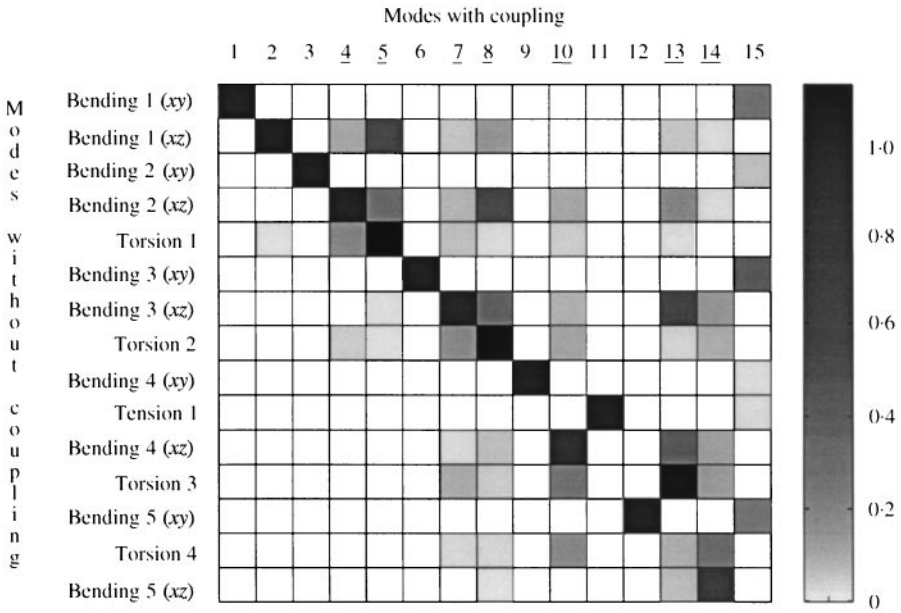 Modes with coupling
1 2 3 4 5 6 7 8 9 10 11 12 13 14 15
Modes without coupling
Bending 1 (xy)
Bending 1 (xz)
Bending 2 (xy)
Bending 2 (xz)
Torsion 1
Bending 3 (xy)
Bending 3 (xz)
Torsion 2
Bending 4 (xy)
Tension 1
Bending 4 (xz)
Torsion 3
Bending 5 (xy)
Torsion 4
Bending 5 (xz)
1·0
0·8
0·6
0·4
0·2
0